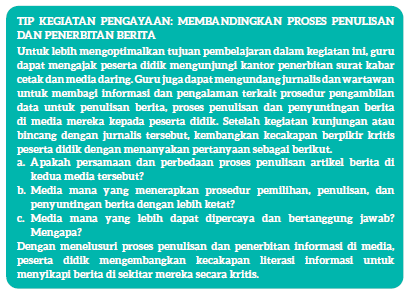 TIP KEGIATAN PENGAYAAN: MEMBANDINGKAN PROSES PENULISAN
DAN PENERBITAN BERITA
Untuk lebih mengoptimalkan tujuan pembelajaran dalam kegiatan ini, guru
dapat mengajak peserta didik mengunjungi kantor penerbitan surat kabar
cetak dan media daring. Guru juga dapat mengundang jurnalis dan wartawan
untuk membagi informasi dan pengalaman terkait prosedur pengambilan
data untuk penulisan berita, proses penulisan dan penyuntingan berita
di media mereka kepada peserta didik. Setelah kegiatan kunjungan atau
bincang dengan jurnalis tersebut, kembangkan kecakapan berpikir kritis
peserta didik dengan menanyakan pertanyaan sebagai berikut.
a. Apakah persamaan dan perbedaan proses penulisan artikel berita di
kedua media tersebut?
b. Media mana yang menerapkan prosedur pemilihan, penulisan, dan
penyuntingan berita dengan lebih ketat?
c. Media mana yang lebih dapat dipercaya dan bertanggung jawab?
Mengapa?
Dengan menelusuri proses penulisan dan penerbitan informasi di media,
peserta didik mengembangkan kecakapan literasi informasi untuk
menyikapi berita di sekitar mereka secara kritis.